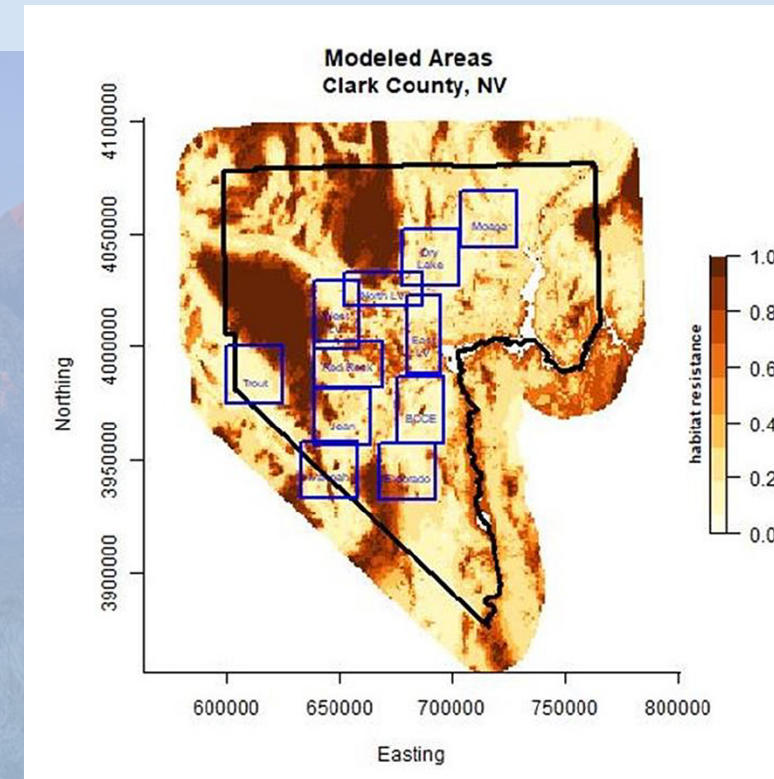 Modeled Areas
Clark County, NV
Northing
4100000
4050000
4000000
3950000
3900000
Moapa
Dry
Lake
North LV
West
LV
East
LV
Red Rock
Trout
Jean
BCCE
Ivanpah
Eldorado
habitat resistance
1.0
0.8
0.6
0.4
0.2
0.0
600000
650000
700000
750000
800000
Easting